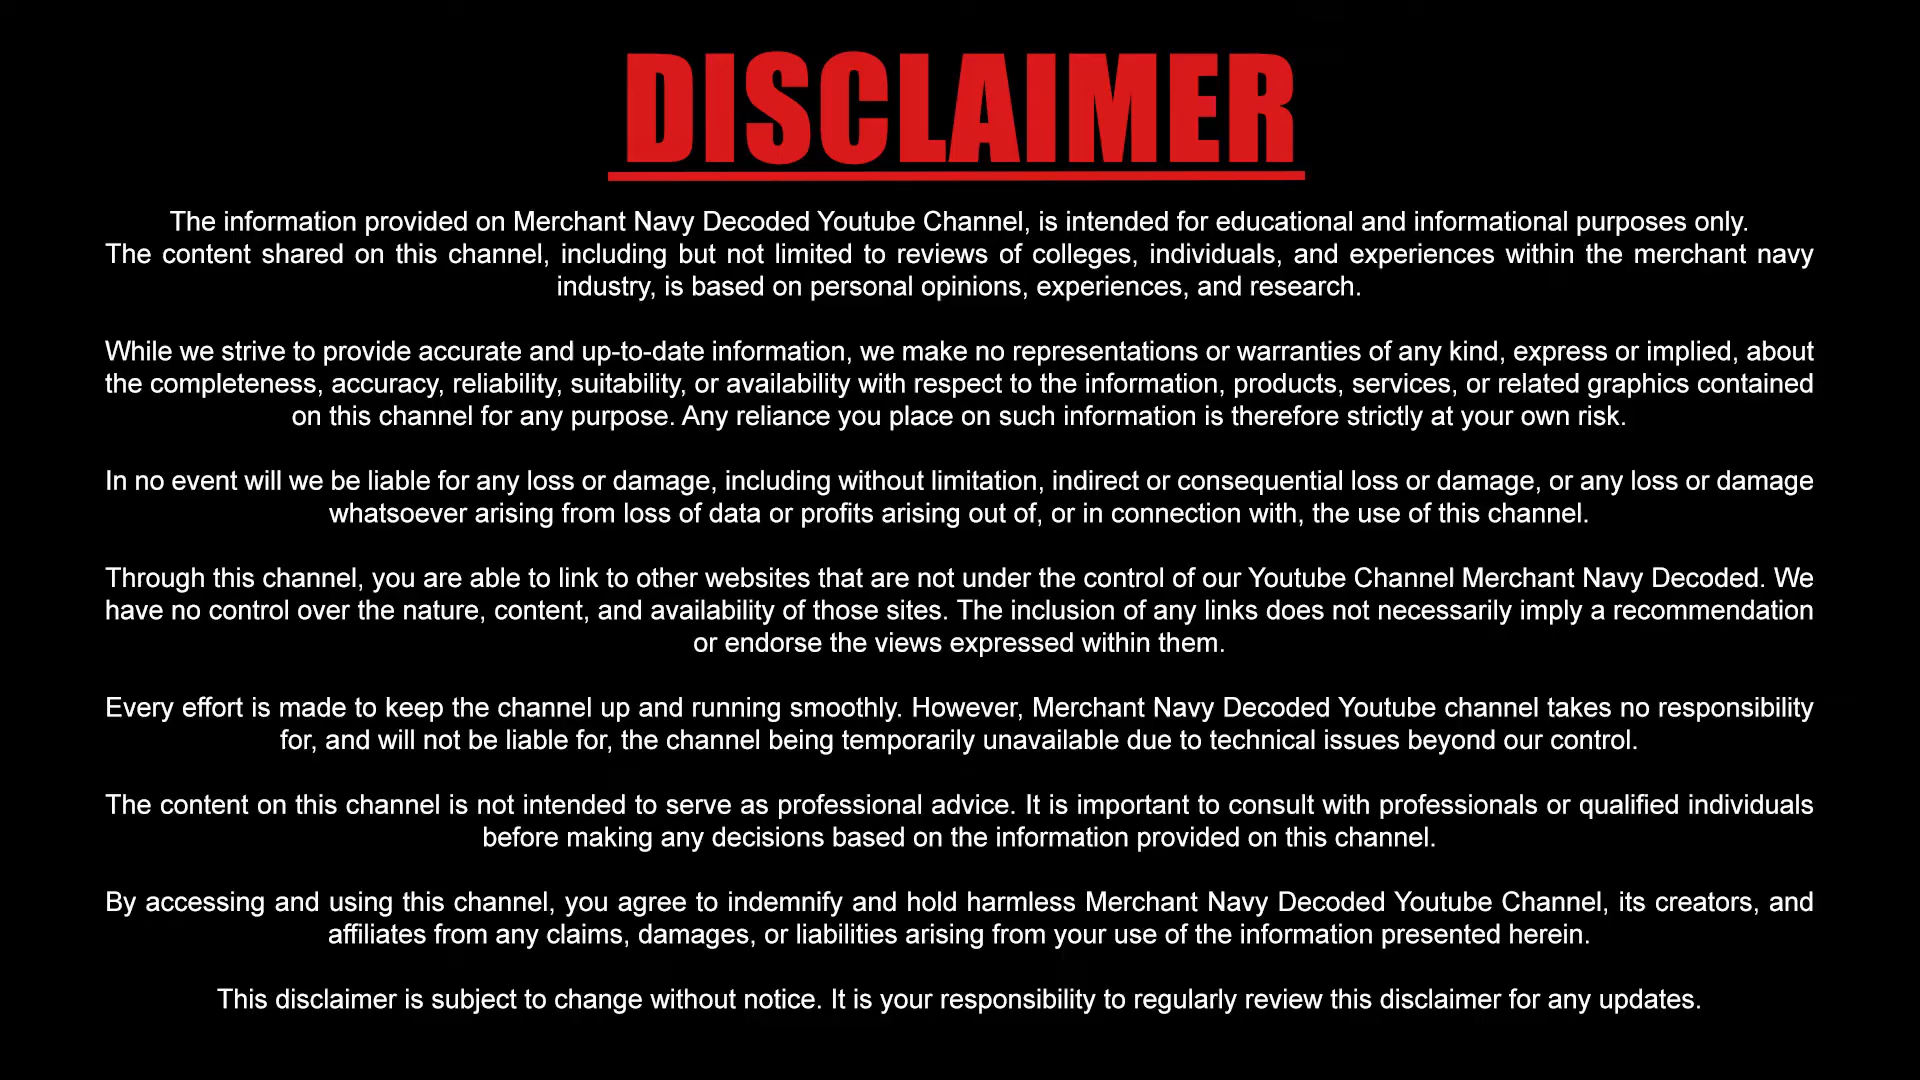 DISCLAIMER
The information provided on Merchant Navy Decoded Youtube Channel, is intended for educational and informational purposes only.
The content shared on this channel, including but not limited to reviews of colleges, individuals, and experiences within the merchant navy
industry, is based on personal opinions, experiences, and research.
While we strive to provide accurate and up-to-date information, we make no representations or warranties of any kind, express or implied, about
the completeness, accuracy, reliability, suitability, or availability with respect to the information, products, services, or related graphics contained
on this channel for any purpose. Any reliance you place on such information is therefore strictly at your own risk.
In no event will we be liable for any loss or damage, including without limitation, indirect or consequential loss or damage, or any loss or damage
whatsoever arising from loss of data or profits arising out of, or in connection with, the use of this channel.
Through this channel, you are able to link to other websites that are not under the control of our Youtube Channel Merchant Navy Decoded. We
have no control over the nature, content, and availability of those sites. The inclusion of any links does not necessarily imply a recommendation
or endorse the views expressed within them.
Every effort is made to keep the channel up and running smoothly. However, Merchant Navy Decoded Youtube channel takes no responsibility
for, and will not be liable for, the channel being temporarily unavailable due to technical issues beyond our control.
The content on this channel is not intended to serve as professional advice. It is important to consult with professionals or qualified individuals
before making any decisions based on the information provided on this channel.
By accessing and using this channel, you agree to indemnify and hold harmless Merchant Navy Decoded Youtube Channel, its creators, and
affiliates from any claims, damages, or liabilities arising from your use of the information presented herein.
This disclaimer is subject to change without notice. It is your responsibility to regularly review this disclaimer for any updates.